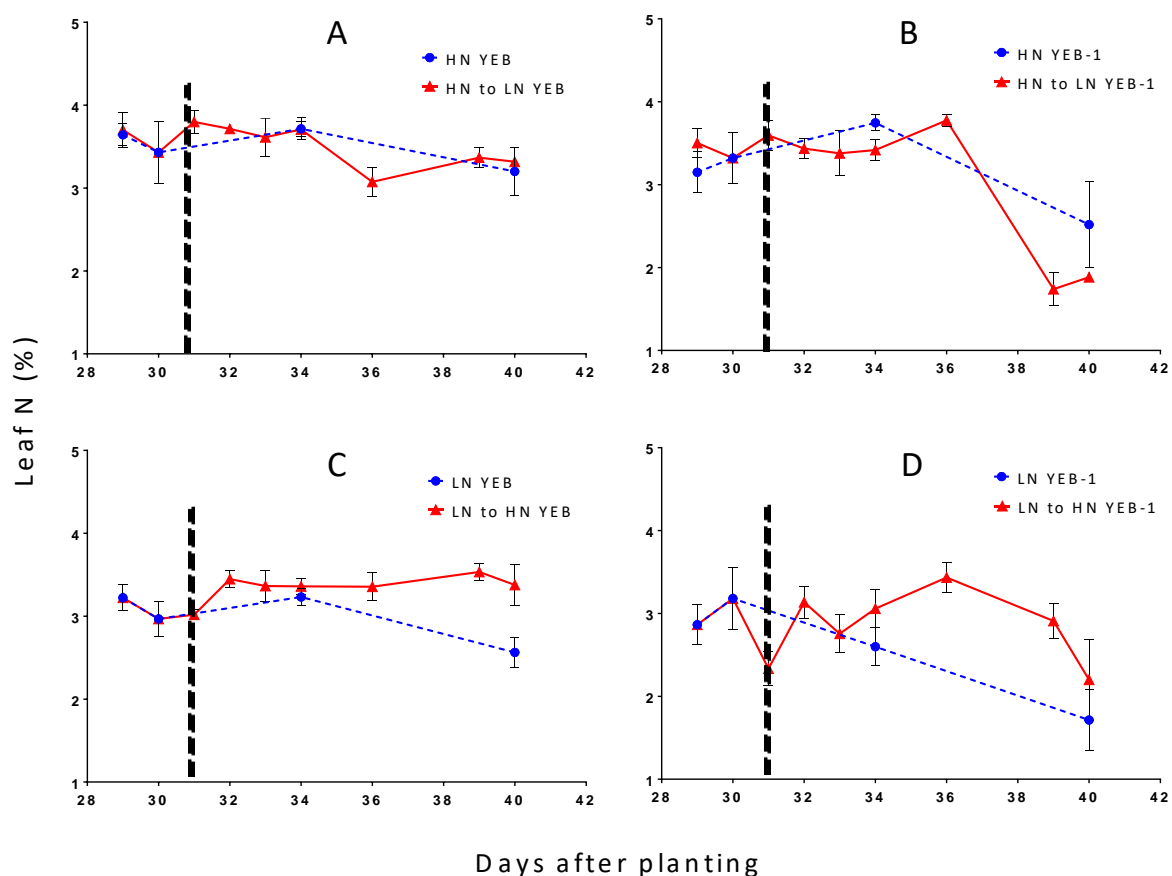 A
HN YEB
HN to LN YEB
5
4
3
2
1
28 30 32 34 36 38 40 42
B
HN YEB-1
HN to LN YEB-1
5
4
3
2
1
28 30 32 34 36 38 40 42
Leaf N (%)
C
LN YEB
LN to HN YEB
5
4
3
2
1
28 30 32 34 36 38 40 42
D
LN YEB-1
LN to HN YEB-1
5
4
3
2
1
28 30 32 34 36 38 40 42
Days after planting